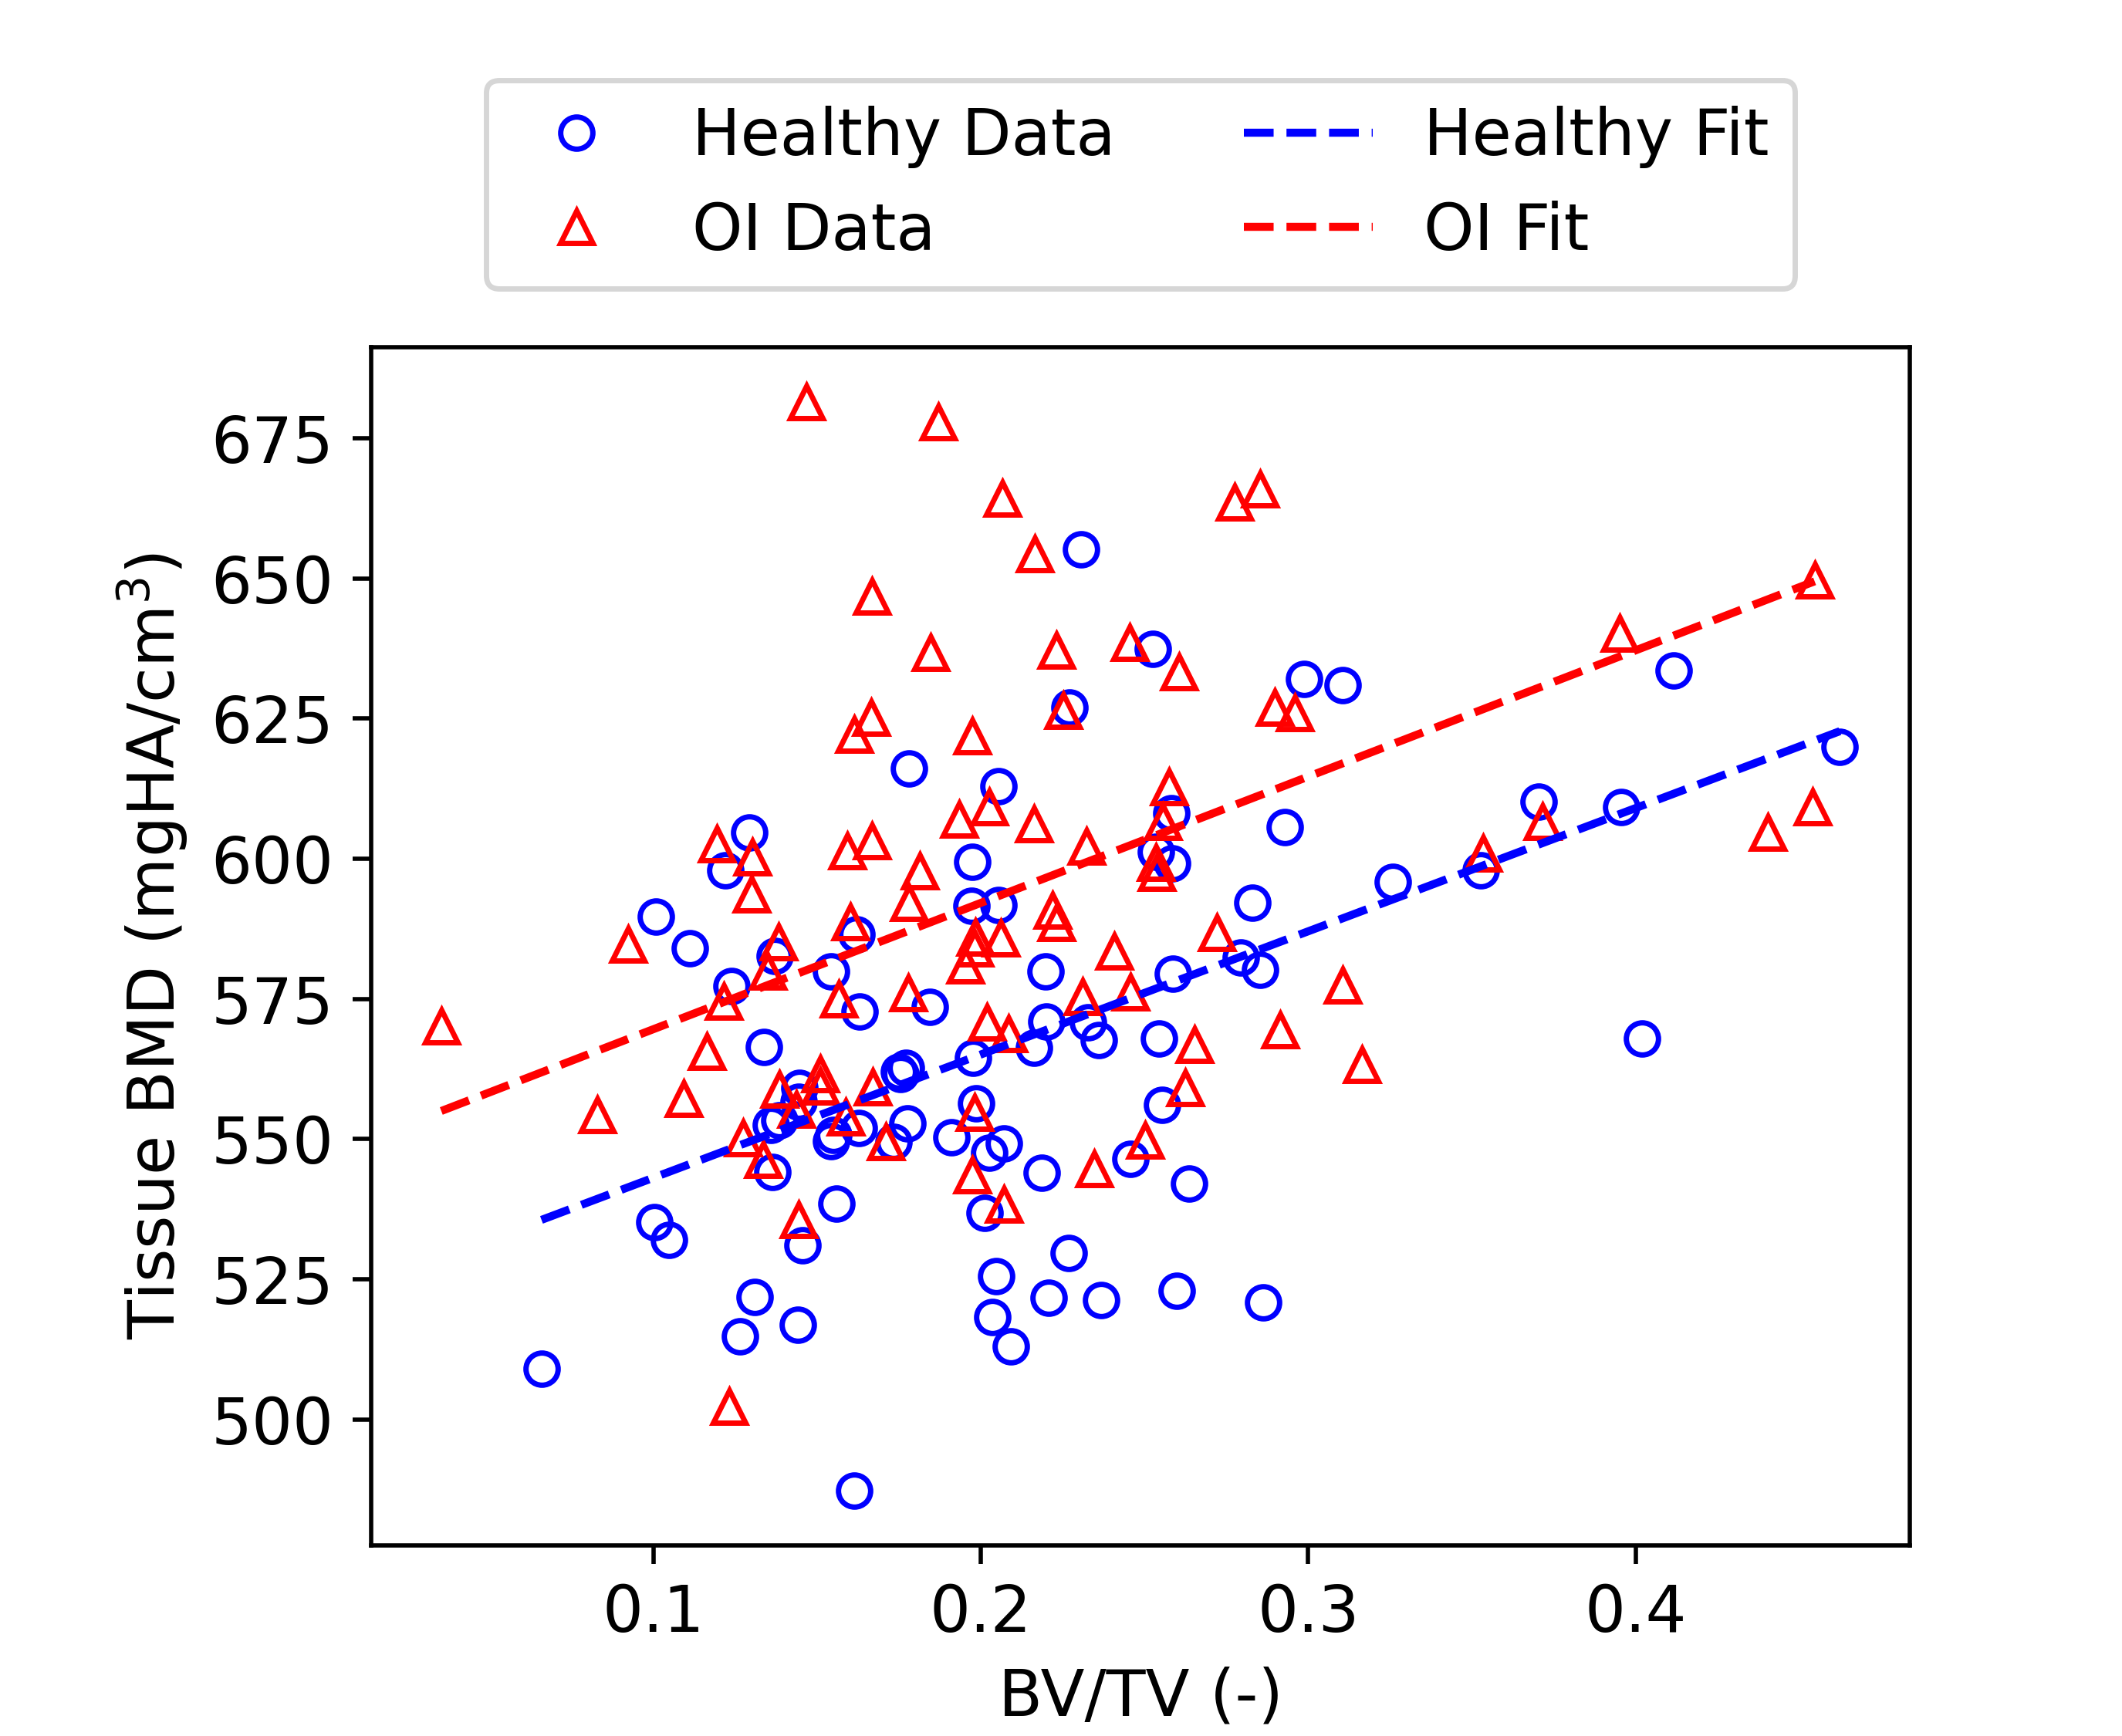 Healthy Data
Healthy Fit
OI Data
OI Fit
675
650
625
600
575
550
525
500
Tissue BMD (mgHA/cm³)
0.1
0.2
0.3
0.4
BV/TV (-)